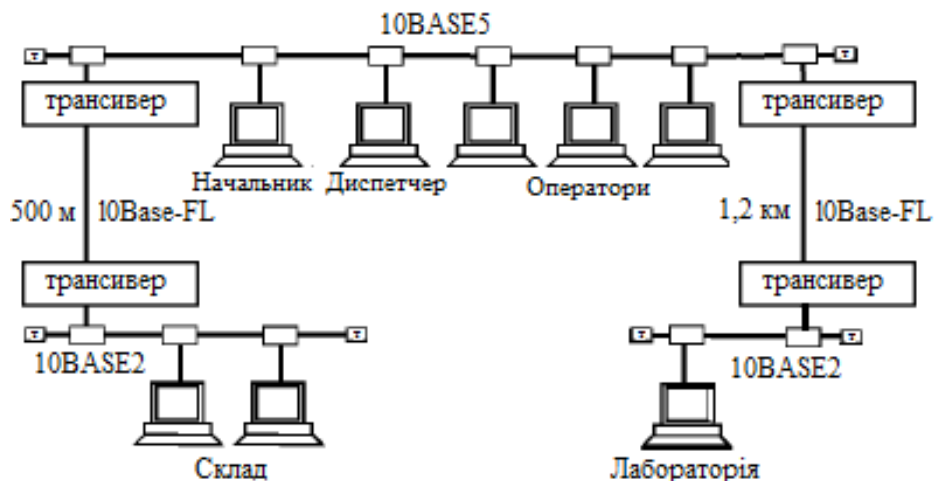 10BASE5
т т
трансивер трансивер
Начальник Диспетчер Оператори
500 м 10Base-FL 1,2 км 10Base-FL
трансивер трансивер
т т т т
10BASE2 10BASE2
Склад Лабораторія